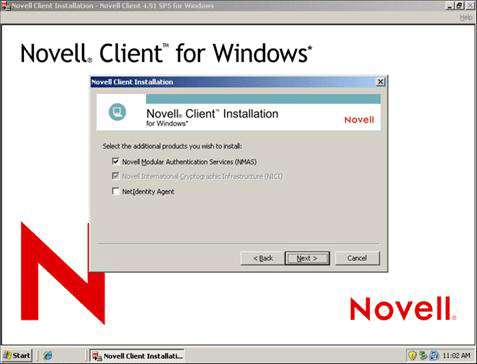 Novell Client Installation - Novell Client 4.91 SP5 for Windows
Help
Novell® Client™ for Windows*
Novell Client Installation
Novell® Client™ Installation
for Windows*
Novell
Select the additional products you wish to install:
Novell Modular Authentication Services (NMAS)
Novell International Cryptographic Infrastructure (NICI)
NetIdentity Agent
< Back
Next >
Cancel
N
Novell®
Start
Novell Client Installati...
11:02 AM